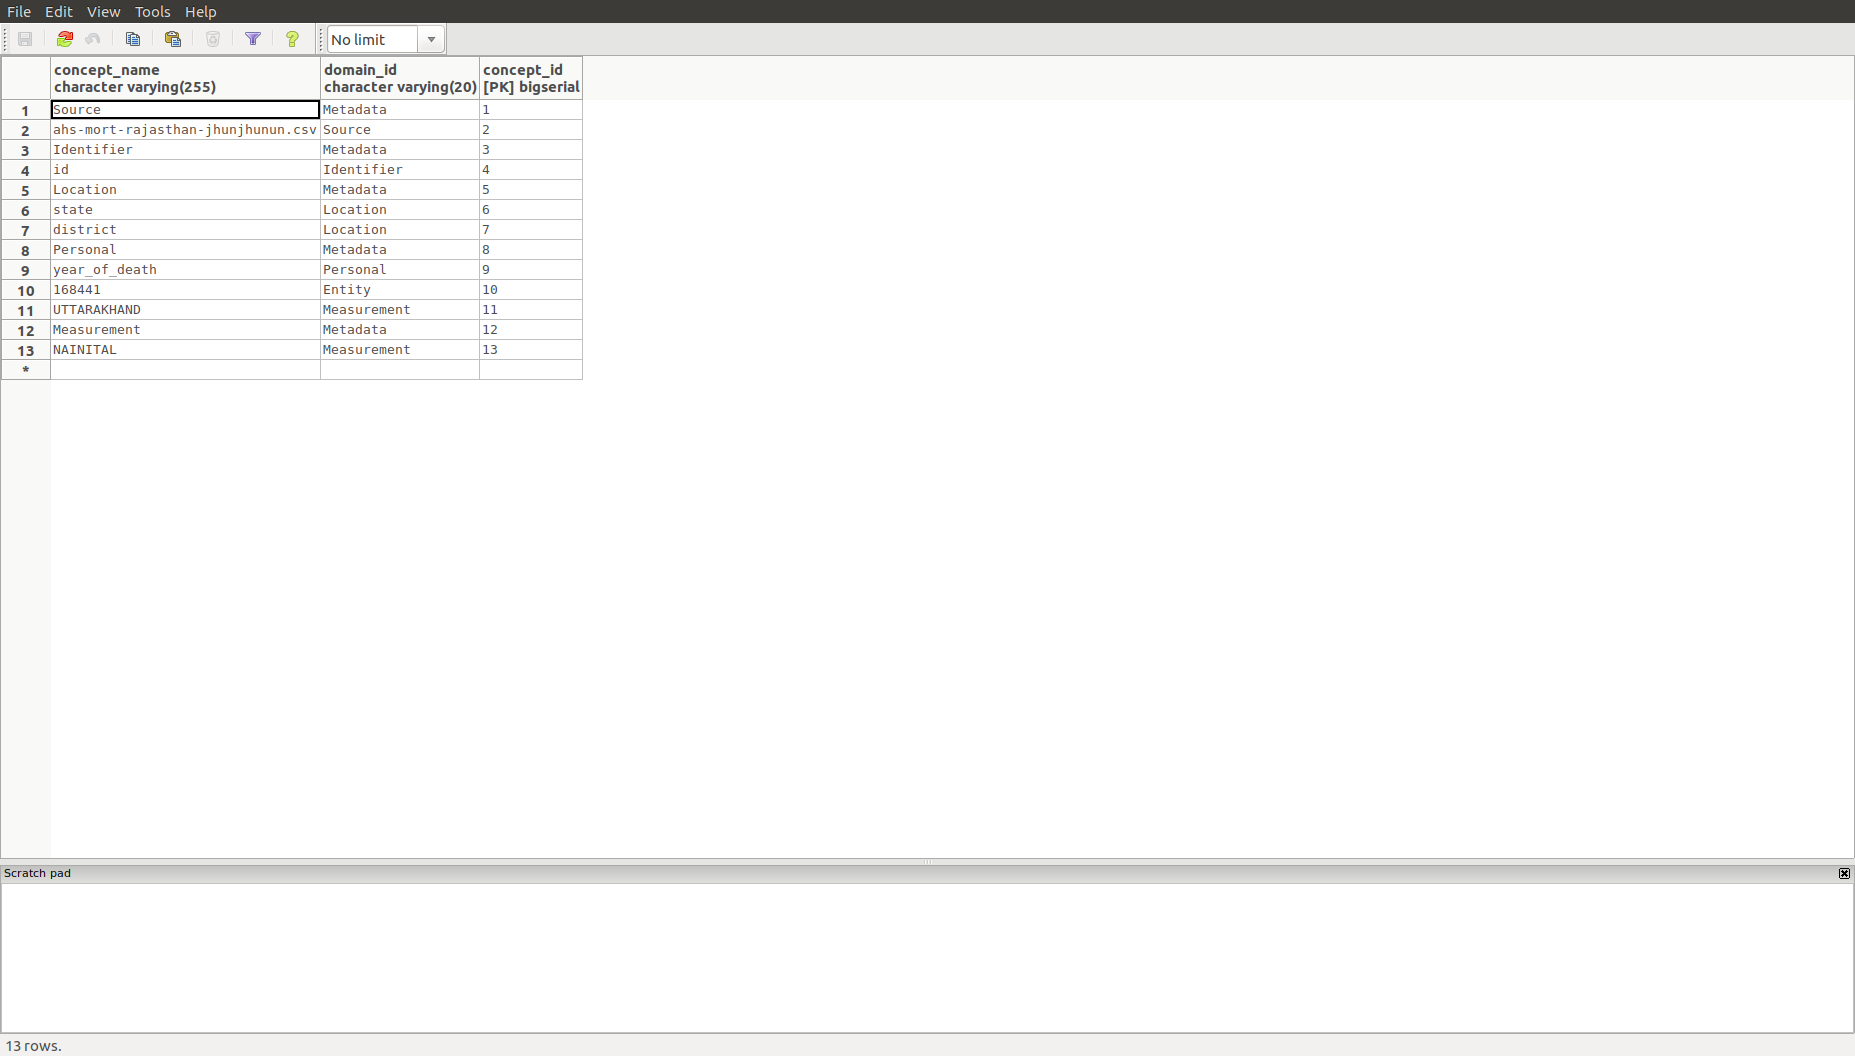 File Edit View Tools Help
No limit
concept_name domain_id concept_id
character varying(255) character varying(20) [PK] bigserial
1 Source Metadata 1
2 ahs-mort-rajasthan-jhunjhunun.csv Source 2
3 Identifier Metadata 3
4 id Identifier 4
5 Location Metadata 5
6 state Location 6
7 district Location 7
8 Personal Metadata 8
9 year_of_death Personal 9
10 168441 Entity 10
11 UTTARAKHAND Measurement 11
12 Measurement Metadata 12
13 NAINITAL Measurement 13
*
Scratch pad
13 rows.